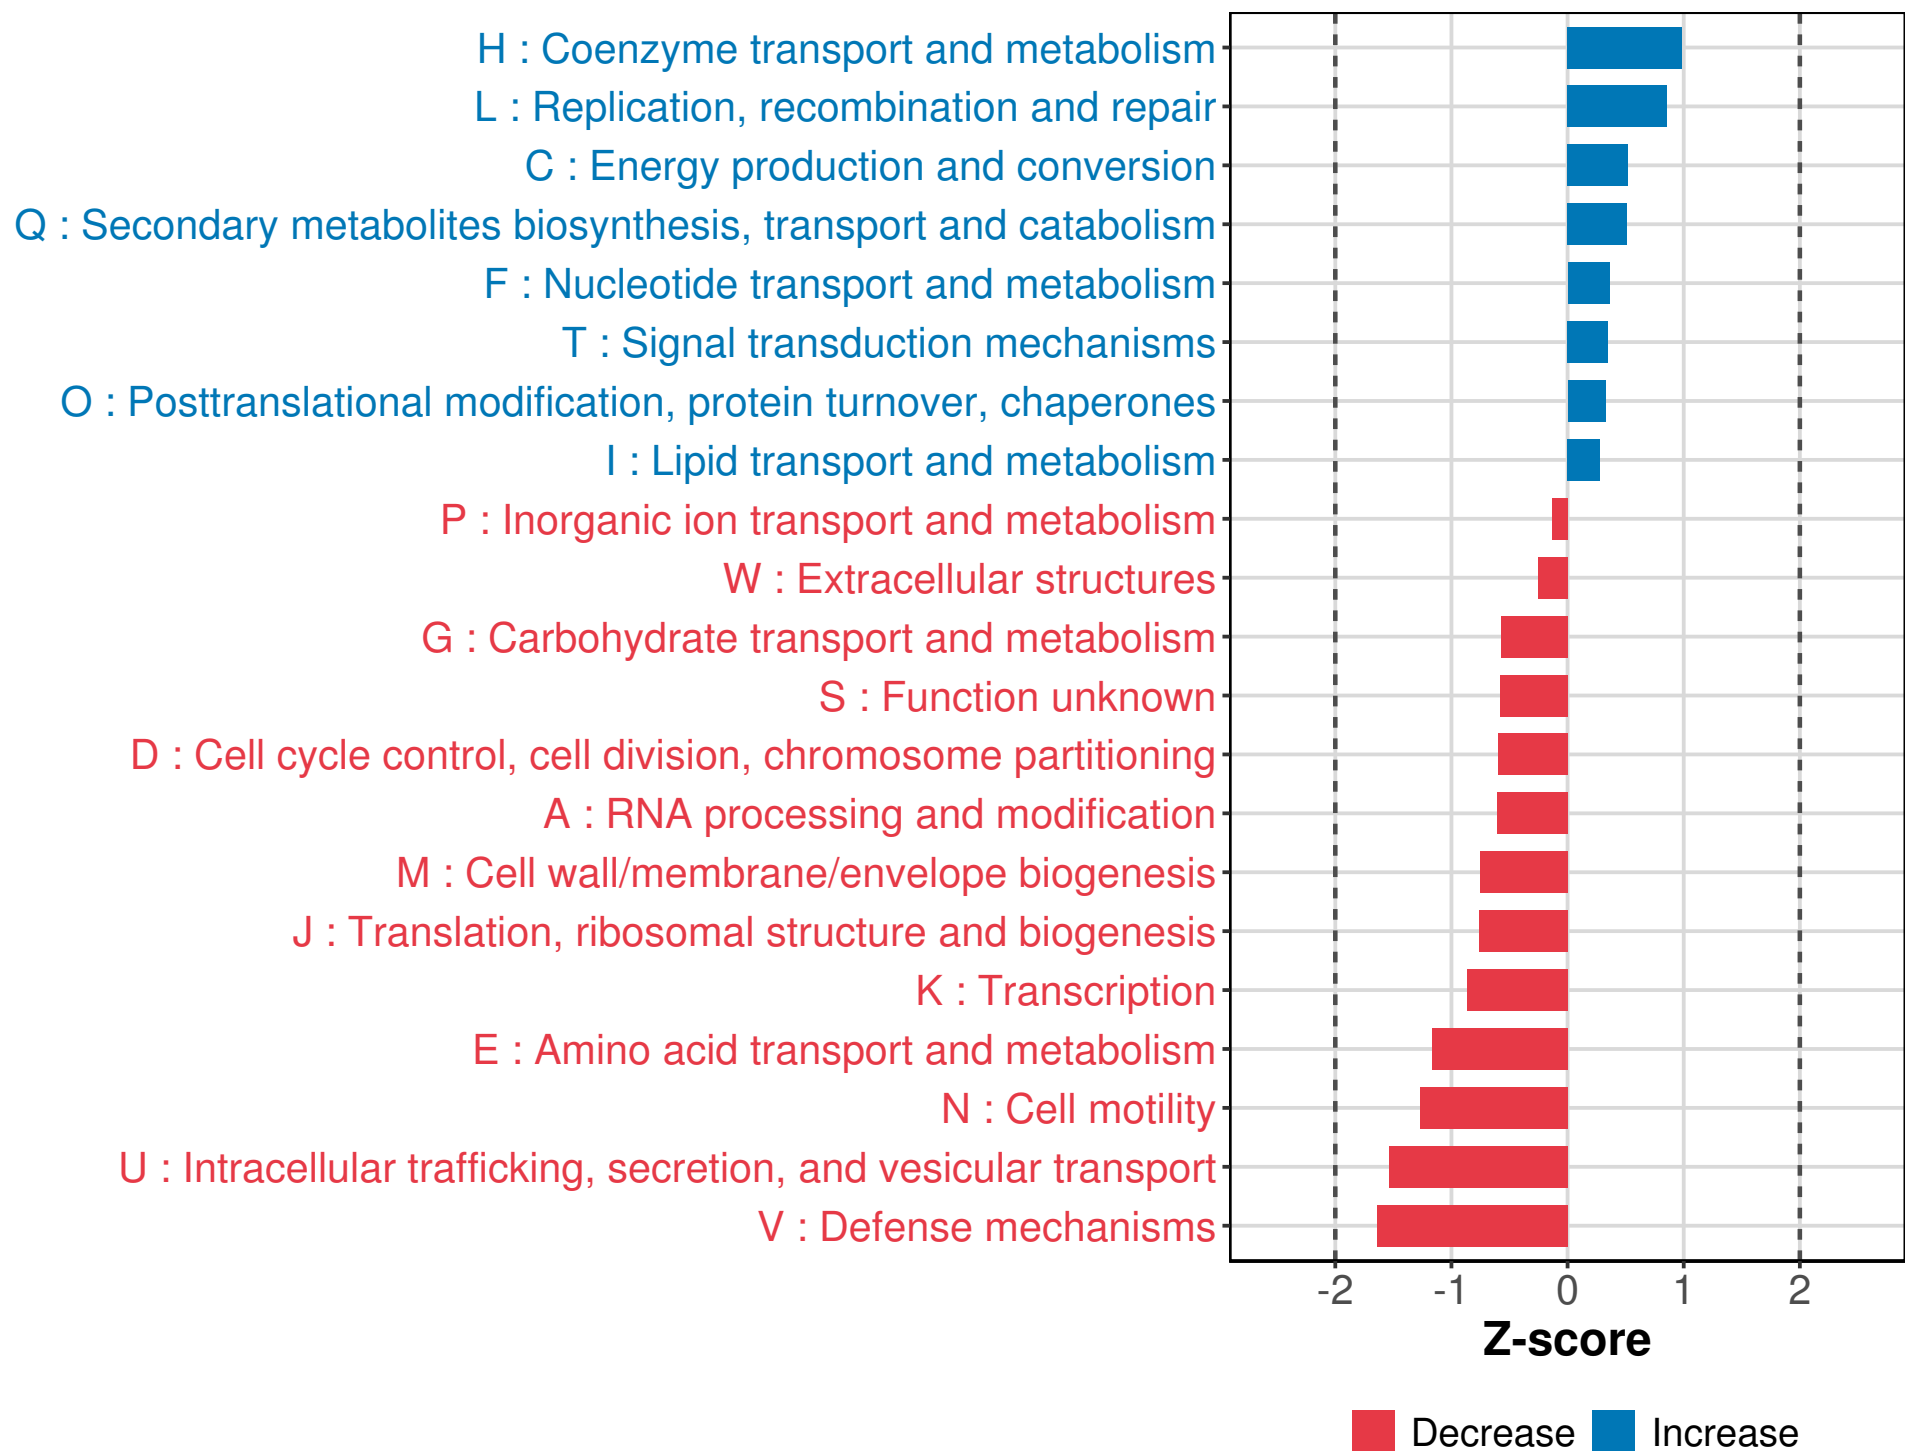 H : Coenzyme transport and metabolism
L : Replication, recombination and repair
C : Energy production and conversion
Q : Secondary metabolites biosynthesis, transport and catabolism
F : Nucleotide transport and metabolism
T : Signal transduction mechanisms
O : Posttranslational modification, protein turnover, chaperones
I : Lipid transport and metabolism
P : Inorganic ion transport and metabolism
W : Extracellular structures
G : Carbohydrate transport and metabolism
S : Function unknown
D : Cell cycle control, cell division, chromosome partitioning
A : RNA processing and modification
M : Cell wall/membrane/envelope biogenesis
J : Translation, ribosomal structure and biogenesis
K : Transcription
E : Amino acid transport and metabolism
N : Cell motility
U : Intracellular trafficking, secretion, and vesicular transport
V : Defense mechanisms
-2 -1 0 1 2
Z-score
Decrease Increase